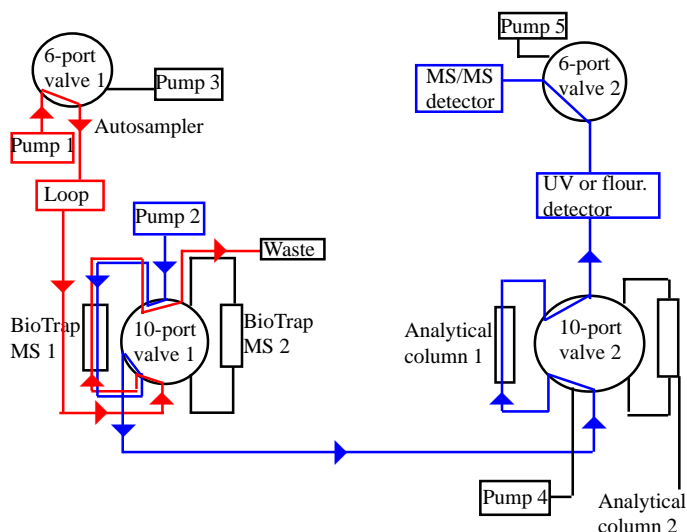 6-port
valve 1
Pump 3
Autosampler
Pump 1
Loop
Pump 2
Waste
BioTrap
MS 1
10-port
valve 1
BioTrap
MS 2
Pump 5
6-port
valve 2
MS/MS
detector
UV or flour.
detector
Analytical
column 1
10-port
valve 2
Pump 4
Analytical
column 2